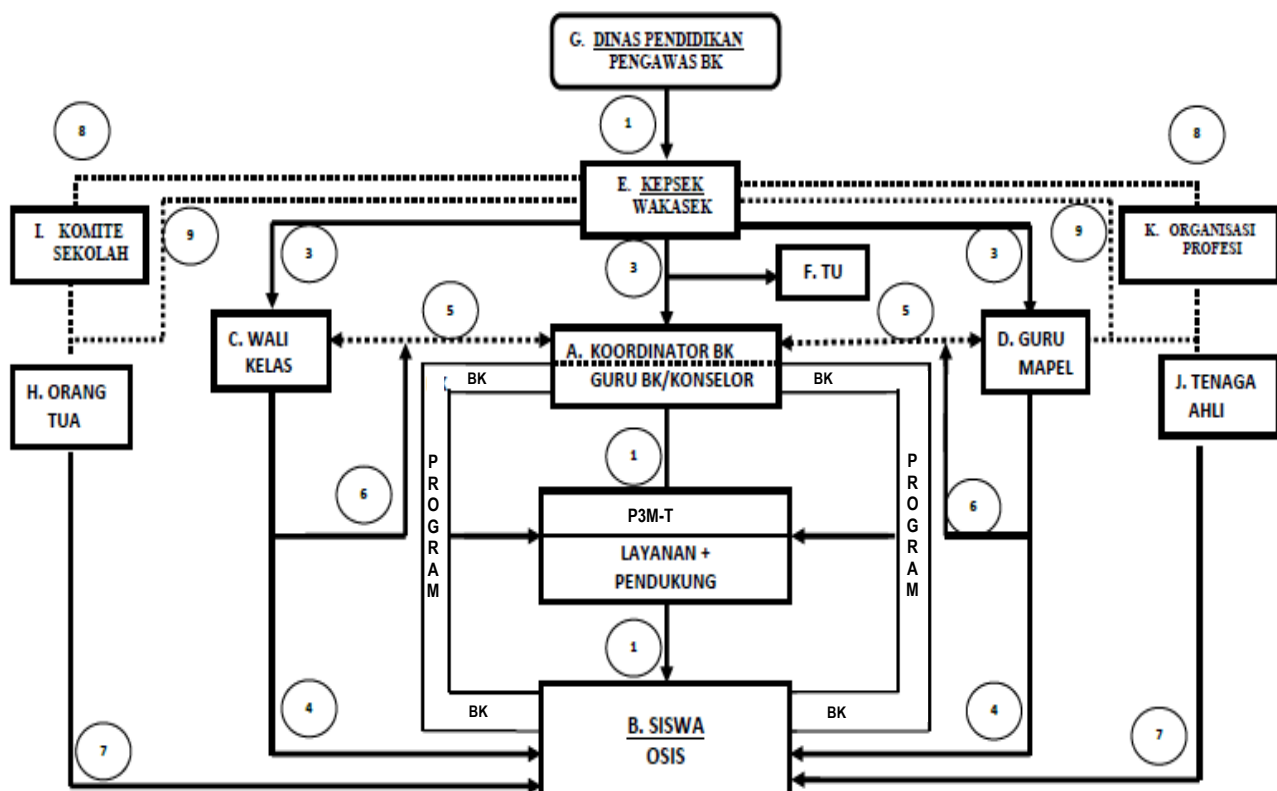 G. DINAS PENDIDIKAN
PENGAWAS BK
1
8
8
E. KEPSEK
WAKASEK
I. KOMITE
SEKOLAH
9
3
3
F. TU
3
9
K. ORGANISASI
PROFESI
C. WALI
KELAS
5
5
D. GURU
MAPEL
A. KOORDINATOR BK
GURU BK/KONSELOR
BK
BK
H. ORANG
TUA
J. TENAGA
AHLI
1
PROGRAM
PROGRAM
6
6
P3M-T
LAYANAN +
PENDUKUNG
1
4
4
BK
BK
B. SISWA
OSIS
7
7